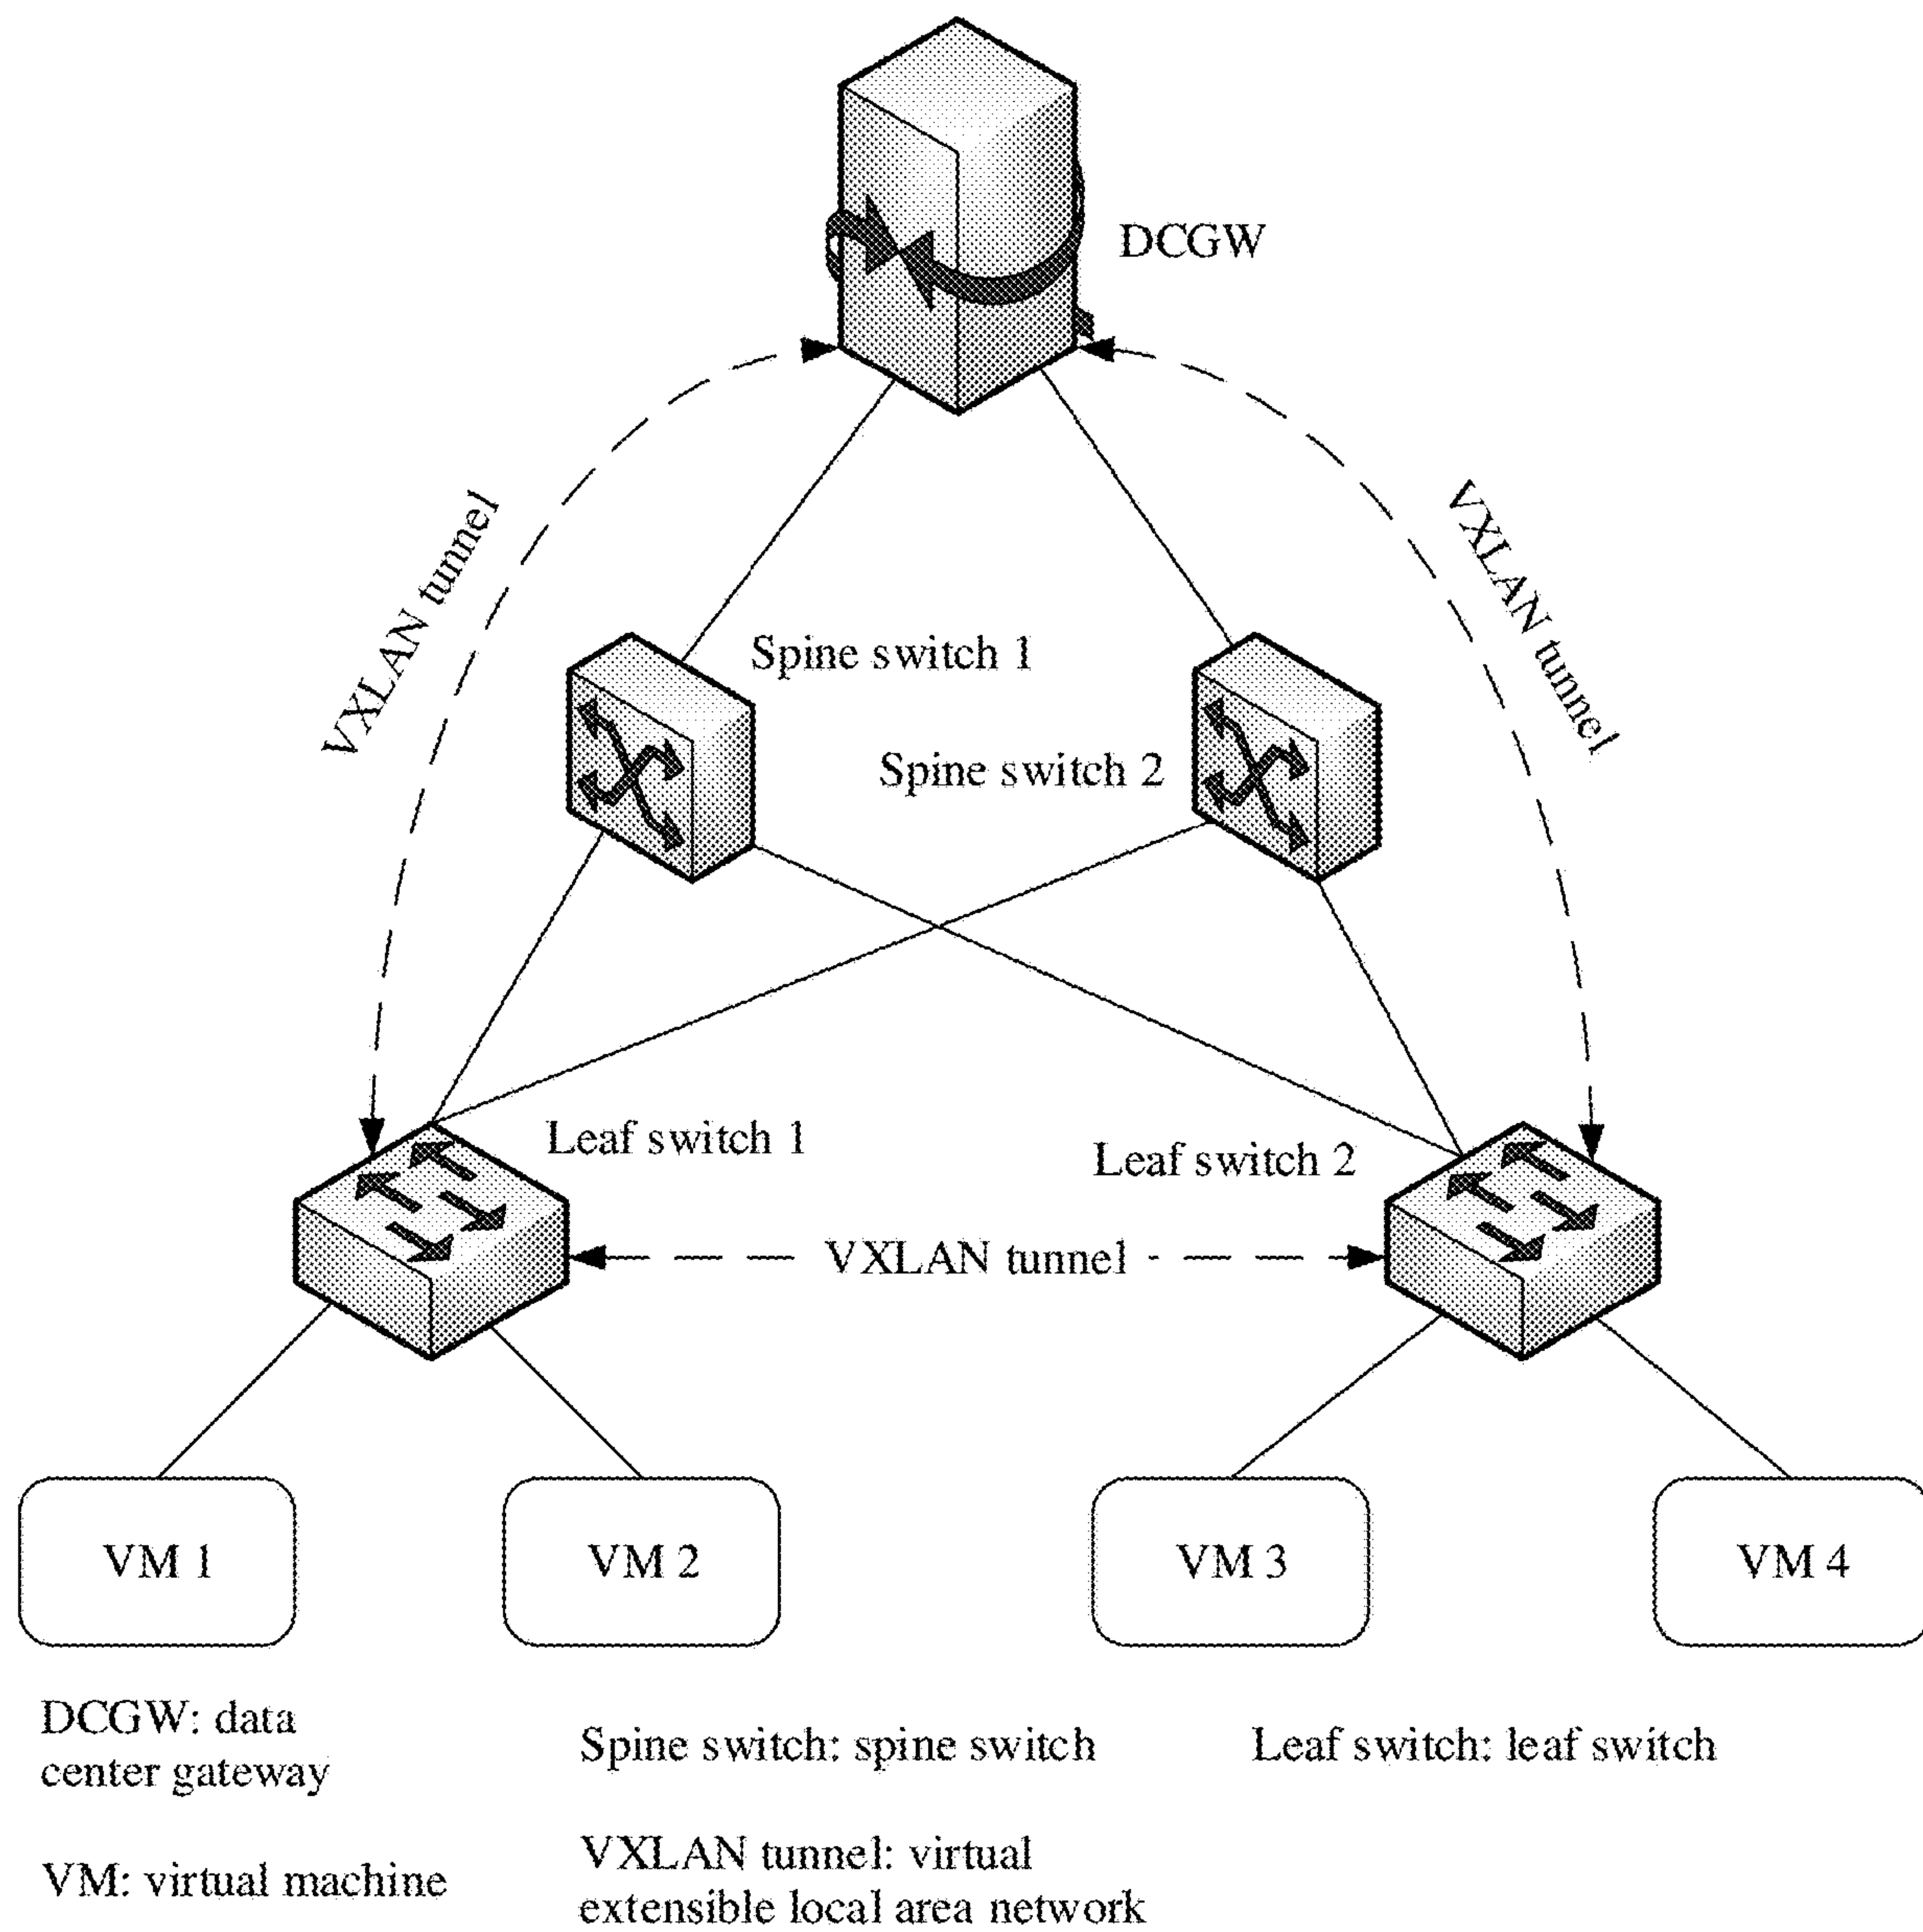 DCGW
VXLAN tunnel
VXLAN tunnel
Spine switch 1
Spine switch 2
Leaf switch 1
Leaf switch 2
VXLAN tunnel
VM 1
VM 2
VM 3
VM 4
DCGW: data
center gateway
Spine switch: spine switch
Leaf switch: leaf switch
VM: virtual machine
VXLAN tunnel: virtual
extensible local area network